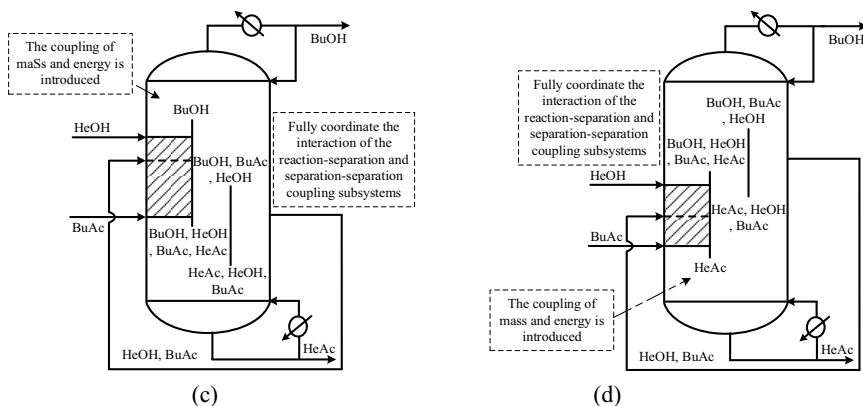 BuOH
The coupling of
maSs and energy is
introduced
BuOH
HeOH
Fully coordinate the
interaction of the
reaction-separation and
separation-separation
coupling subsystems
BuOH, BuAc
, HeOH
BuAc
BuOH, HeOH
, BuAc, HeAc
HeAc, HeOH,
BuAc
HeOH, BuAc
HeAc
(c)
BuOH
Fully coordinate the
interaction of the
reaction-separation and
separation-separation
coupling subsystems
BuOH, BuAc
, HeOH
BuOH, HeOH
, BuAc, HeAc
HeOH
HeAc, HeOH
, BuAc
BuAc
HeAc
The coupling of
mass and energy is
introduced
HeOH, BuAc
HeAc
(d)